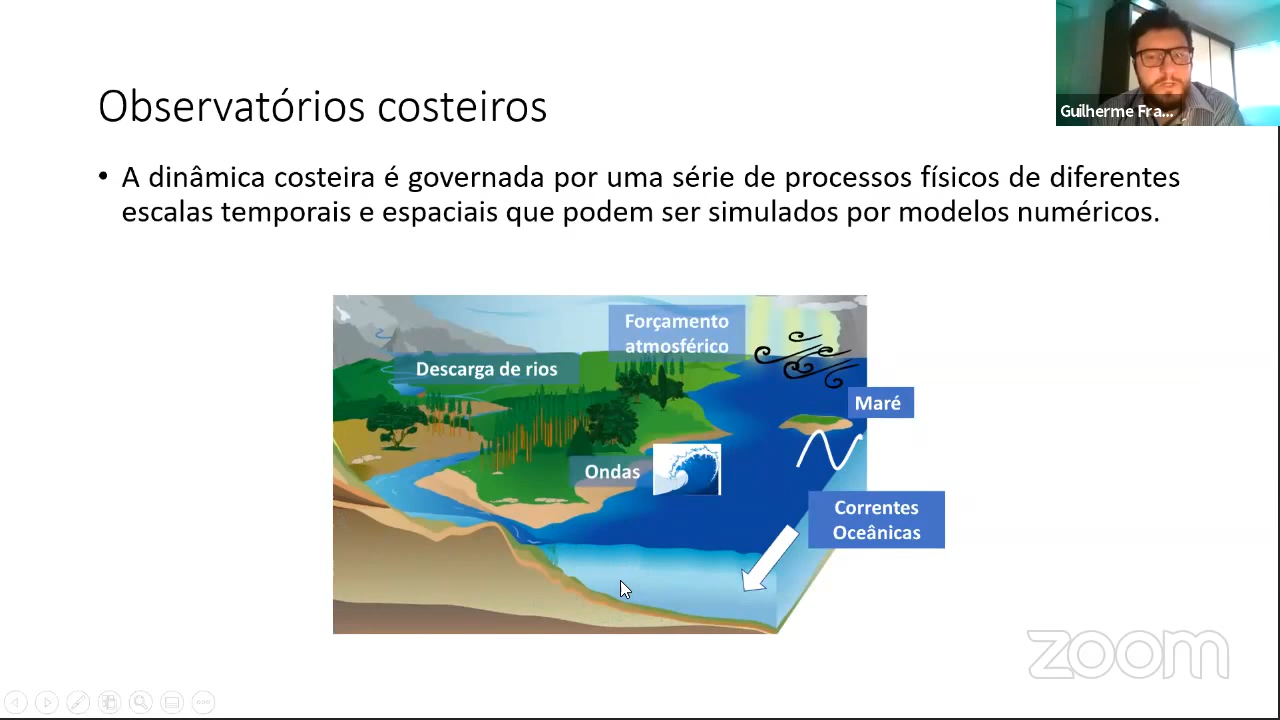 Guilherme Fra...
Observatórios costeiros
• A dinâmica costeira é governada por uma série de processos físicos de diferentes
escalas temporais e espaciais que podem ser simulados por modelos numéricos.
Forçamento
atmosférico
Descarga de rios
Maré
Ondas
Correntes
Oceânicas
zoom